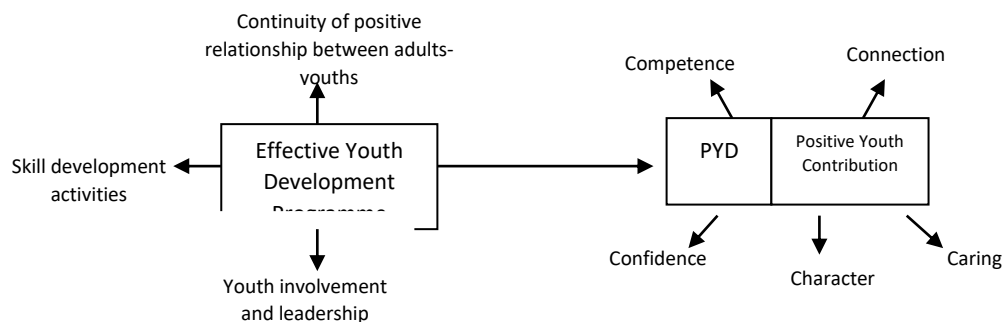 Continuity of positive
relationship between adults-
youths
Skill development
activities
Effective Youth
Development
Programme
Youth involvement
and leadership
Competence
Connection
PYD
Positive Youth
Contribution
Confidence
Character
Caring